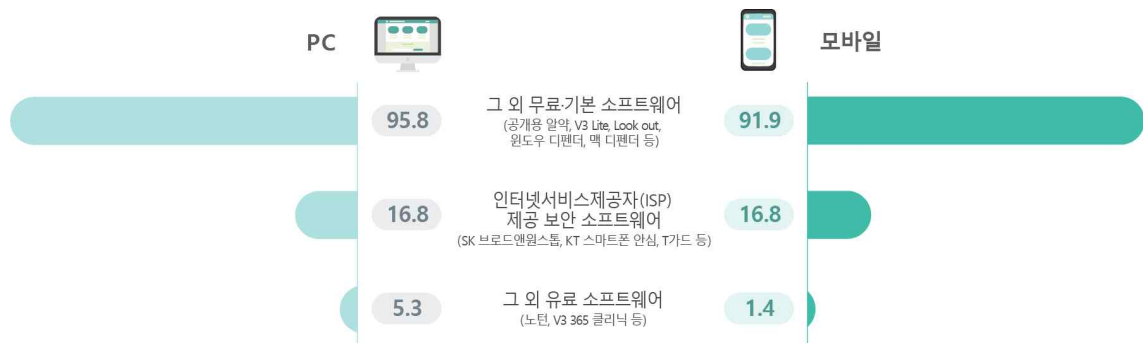 PC
모바일
95.8
그 외 무료·기본 소프트웨어
(공개용 알약, V3 Lite, Look out,
윈도우 디펜더, 맥 디펜더 등)
91.9
16.8
인터넷서비스제공자(ISP)
제공 보안 소프트웨어
(SK 브로드앤원스톱, KT 스마트폰 안심, T가드 등)
16.8
5.3
그 외 유료 소프트웨어
(노턴, V3 365 클리닉 등)
1.4